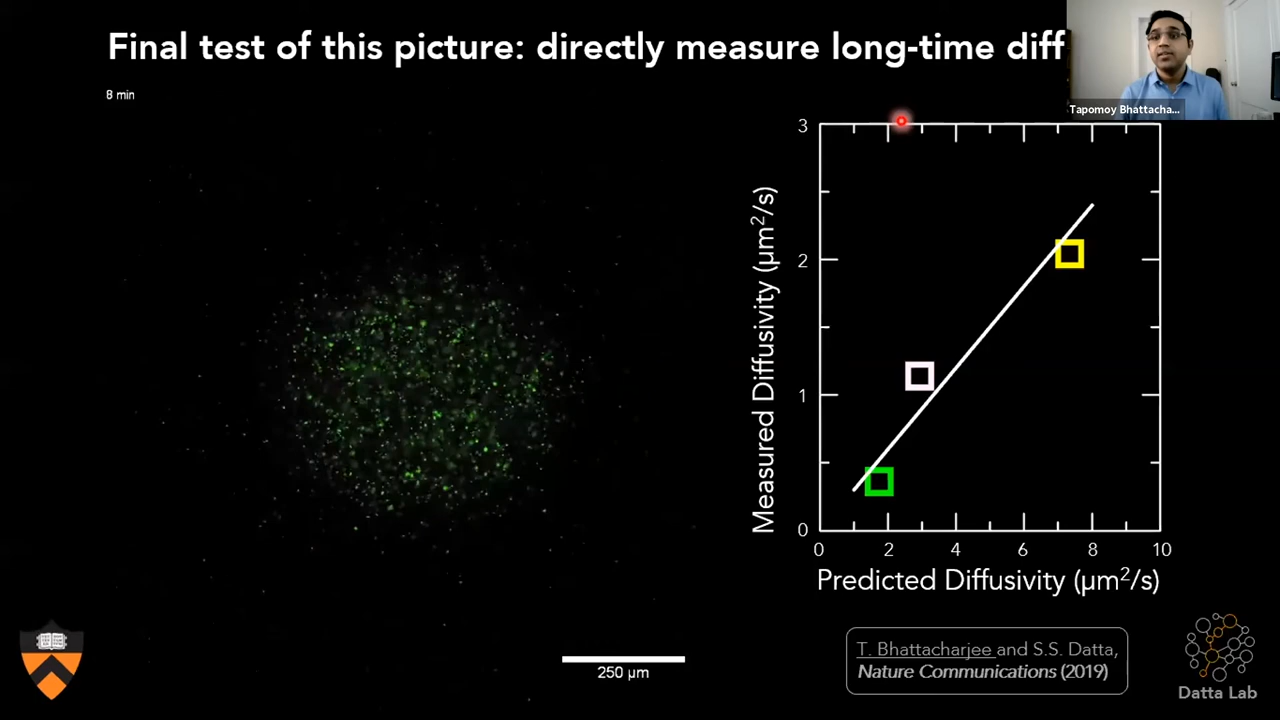 Final test of this picture: directly measure long-time diff
Tapomoy Bhattacha...
8 min
3
2
1
0
Measured Diffusivity (μm²/s)
0 2 4 6 8 10
Predicted Diffusivity (μm²/s)
250 μm
T. Bhattacharjee and S.S. Datta,
Nature Communications (2019)
Datta Lab